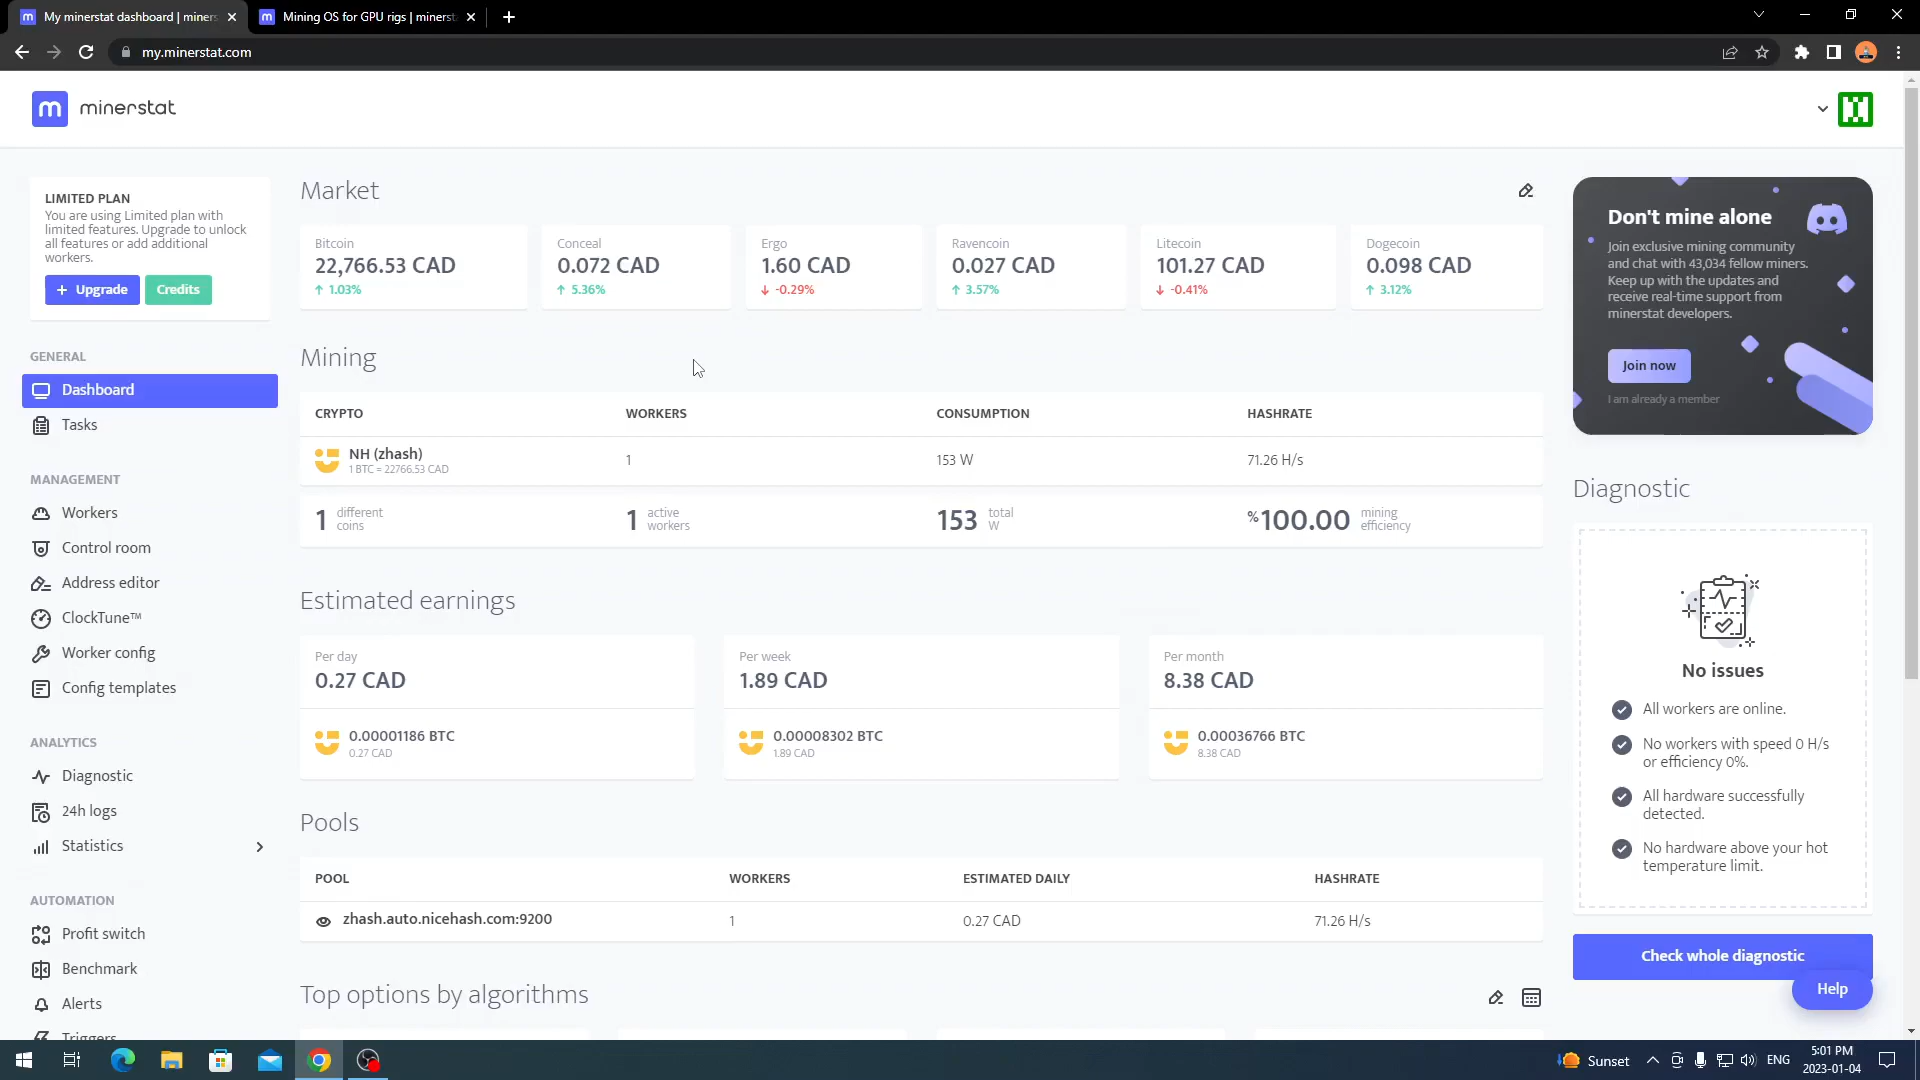 My minerstat dashboard | miners
Mining OS for GPU rigs | minerst
my.minerstat.com
m minerstat
LIMITED PLAN
You are using Limited plan with
limited features. Upgrade to unlock
all features or add additional
workers.
+ Upgrade
Credits
GENERAL
Dashboard
Tasks
MANAGEMENT
Workers
Control room
Address editor
ClockTune™
Worker config
Config templates
ANALYTICS
Diagnostic
24h logs
Statistics
AUTOMATION
Profit switch
Benchmark
Alerts
Triggers
Market
Bitcoin
22,766.53 CAD
↑ 1.03%
Conceal
0.072 CAD
↑ 5.36%
Ergo
1.60 CAD
↓ -0.29%
Ravencoin
0.027 CAD
↑ 3.57%
Litecoin
101.27 CAD
↓ -0.41%
Dogecoin
0.098 CAD
↑ 3.12%
Mining
CRYPTO WORKERS CONSUMPTION HASHRATE
NH (zhash) 1 153 W 71.26 H/s
1 BTC = 22766.53 CAD
1 different coins
1 active workers
153 total W
%100.00 mining efficiency
Estimated earnings
Per day
0.27 CAD
0.00001186 BTC
0.27 CAD
Per week
1.89 CAD
0.00008302 BTC
1.89 CAD
Per month
8.38 CAD
0.00036766 BTC
8.38 CAD
Pools
POOL WORKERS ESTIMATED DAILY HASHRATE
zhash.auto.nicehash.com:9200 1 0.27 CAD 71.26 H/s
Top options by algorithms
Don't mine alone
Join exclusive mining community
and chat with 43,034 fellow miners.
Keep up with the updates and
receive real-time support from
minerstat developers.
Join now
I am already a member
Diagnostic
No issues
All workers are online.
No workers with speed 0 H/s
or efficiency 0%.
All hardware successfully
detected.
No hardware above your hot
temperature limit.
Check whole diagnostic
Help
Sunset
ENG
5:01 PM
2023-01-04